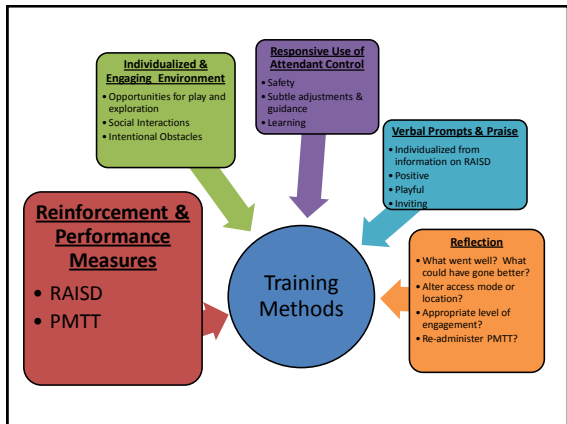 Individualized &
Engaging Environment
• Opportunities for play and
exploration
• Social Interactions
• Intentional Obstacles
Responsive Use of
Attendant Control
• Safety
• Subtle adjustments &
guidance
• Learning
Verbal Prompts & Praise
• Individualized from
information on RAISD
• Positive
• Playful
• Inviting
Reinforcement &
Performance
Measures
• RAISD
• PMTT
Training
Methods
Reflection
• What went well? What
could have gone better?
• Alter access mode or
location?
• Appropriate level of
engagement?
• Re-administer PMTT?